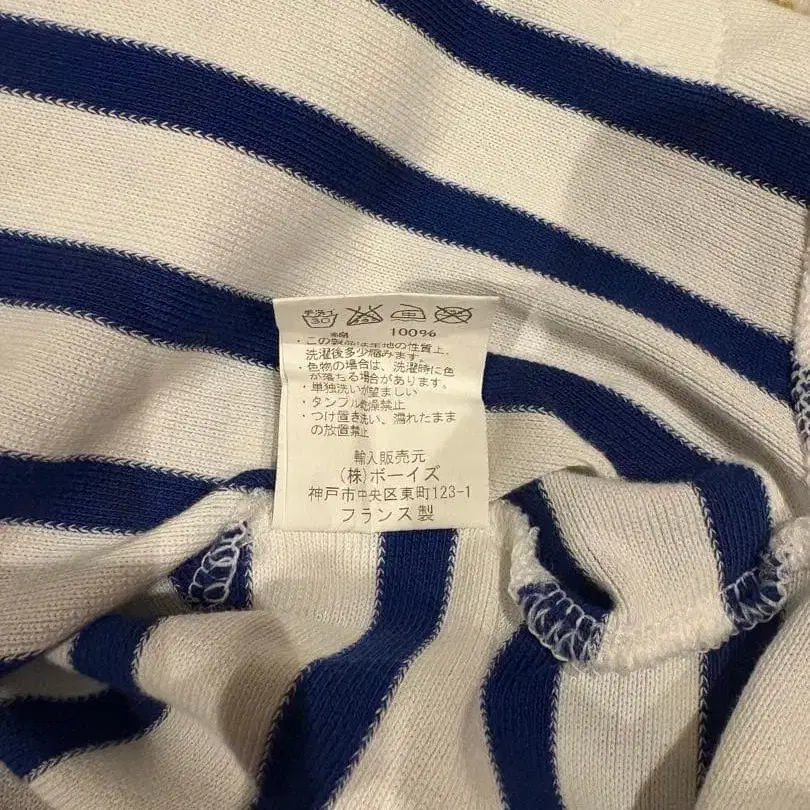 手洗イ
30
綿 100%
・この製品は生地の性質上、
洗濯後多少縮みます。
・色物の場合は、洗濯時に色
が落ちる場合があります。
・単独洗いが望ましい
・タンブル乾燥禁止
・つけ置き洗い、濡れたまま
の放置禁止
輸入販売元
(株)ボーイズ
神戸市中央区東町123-1
フランス製